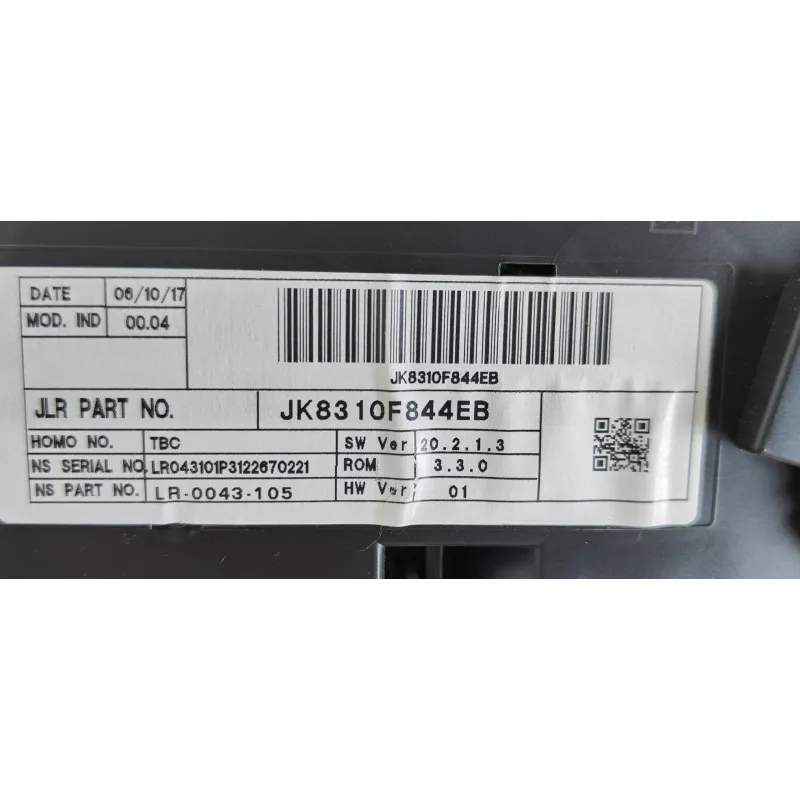 DATE 06/10/17
MOD. IND 00.04
JK8310F844EB
JLR PART NO. JK8310F844EB
HOMO NO. TBC SW Ver 20.2.1.3
NS SERIAL NO. LR043101P3122670221 ROM 3.3.0
NS PART NO. LR-0043-105 HW Ver 01